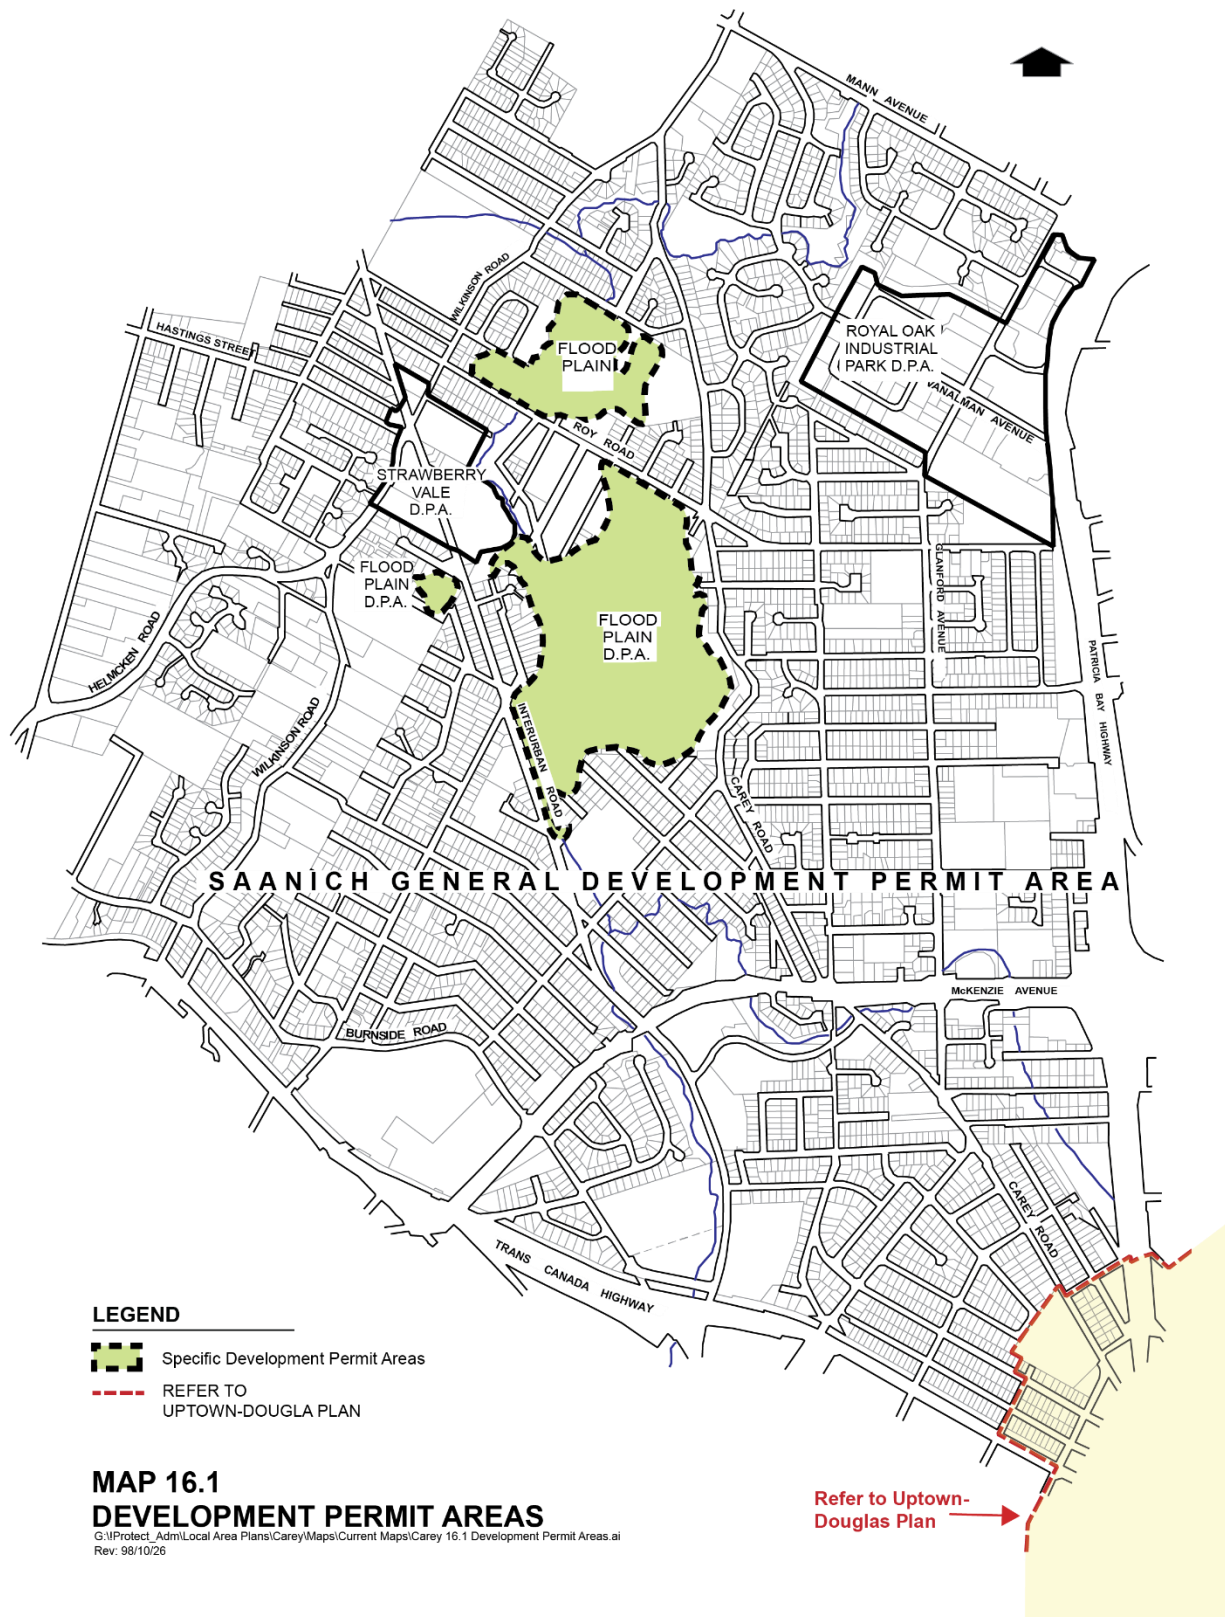 MANN AVENUE
WILKINSON ROAD
HASTINGS STREET
FLOOD
PLAIN
ROYAL OAK
INDUSTRIAL
PARK D.P.A.
VANALMAN AVENUE
ROY ROAD
STRAWBERRY
VALE
D.P.A.
FLOOD
PLAIN
D.P.A.
GLANFORD AVENUE
FLOOD
PLAIN
D.P.A.
HELMCKEN ROAD
PATRICIA BAY HIGHWAY
WILKINSON ROAD
INTERURBAN ROAD
CAREY ROAD
SAANICH GENERAL DEVELOPMENT PERMIT AREA
McKENZIE AVENUE
BURNSIDE ROAD
CAREY ROAD
TRANS CANADA HIGHWAY
LEGEND
Specific Development Permit Areas
REFER TO
UPTOWN-DOUGLA PLAN
MAP 16.1
DEVELOPMENT PERMIT AREAS
G:\!Protect_Adm\Local Area Plans\Carey\Maps\Current Maps\Carey 16.1 Development Permit Areas.ai
Rev: 98/10/26
Refer to Uptown-
Douglas Plan